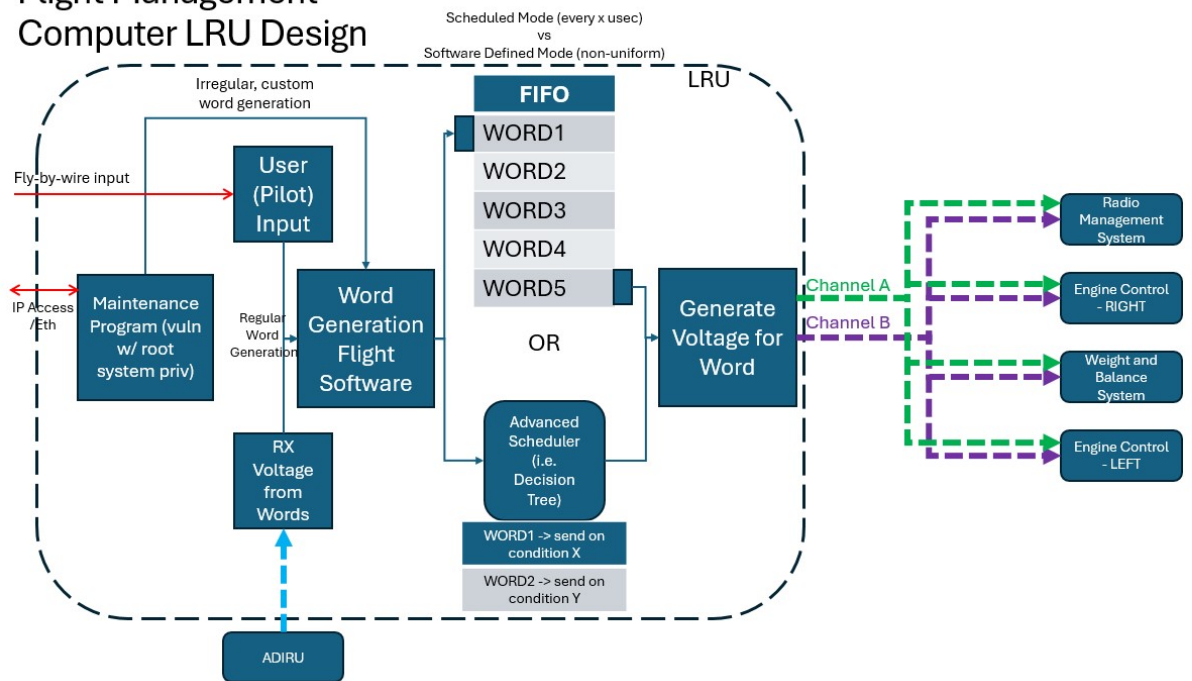 Flight Management
Computer LRU Design
Scheduled Mode (every x usec)
vs
Software Defined Mode (non-uniform)
LRU
Irregular, custom
word generation
Fly-by-wire input
User
(Pilot)
Input
IP Access
/Eth
Maintenance
Program (vuln
w/ root
system priv)
Regular
Word
Generation
Word
Generation
Flight
Software
RX
Voltage
from
Words
ADIRU
FIFO
WORD1
WORD2
WORD3
WORD4
WORD5
OR
Advanced
Scheduler
(i.e.
Decision
Tree)
WORD1 -> send on
condition X
WORD2 -> send on
condition Y
Generate
Voltage for
Word
Channel A
Channel B
Radio
Management
System
Engine Control
- RIGHT
Weight and
Balance
System
Engine Control
- LEFT